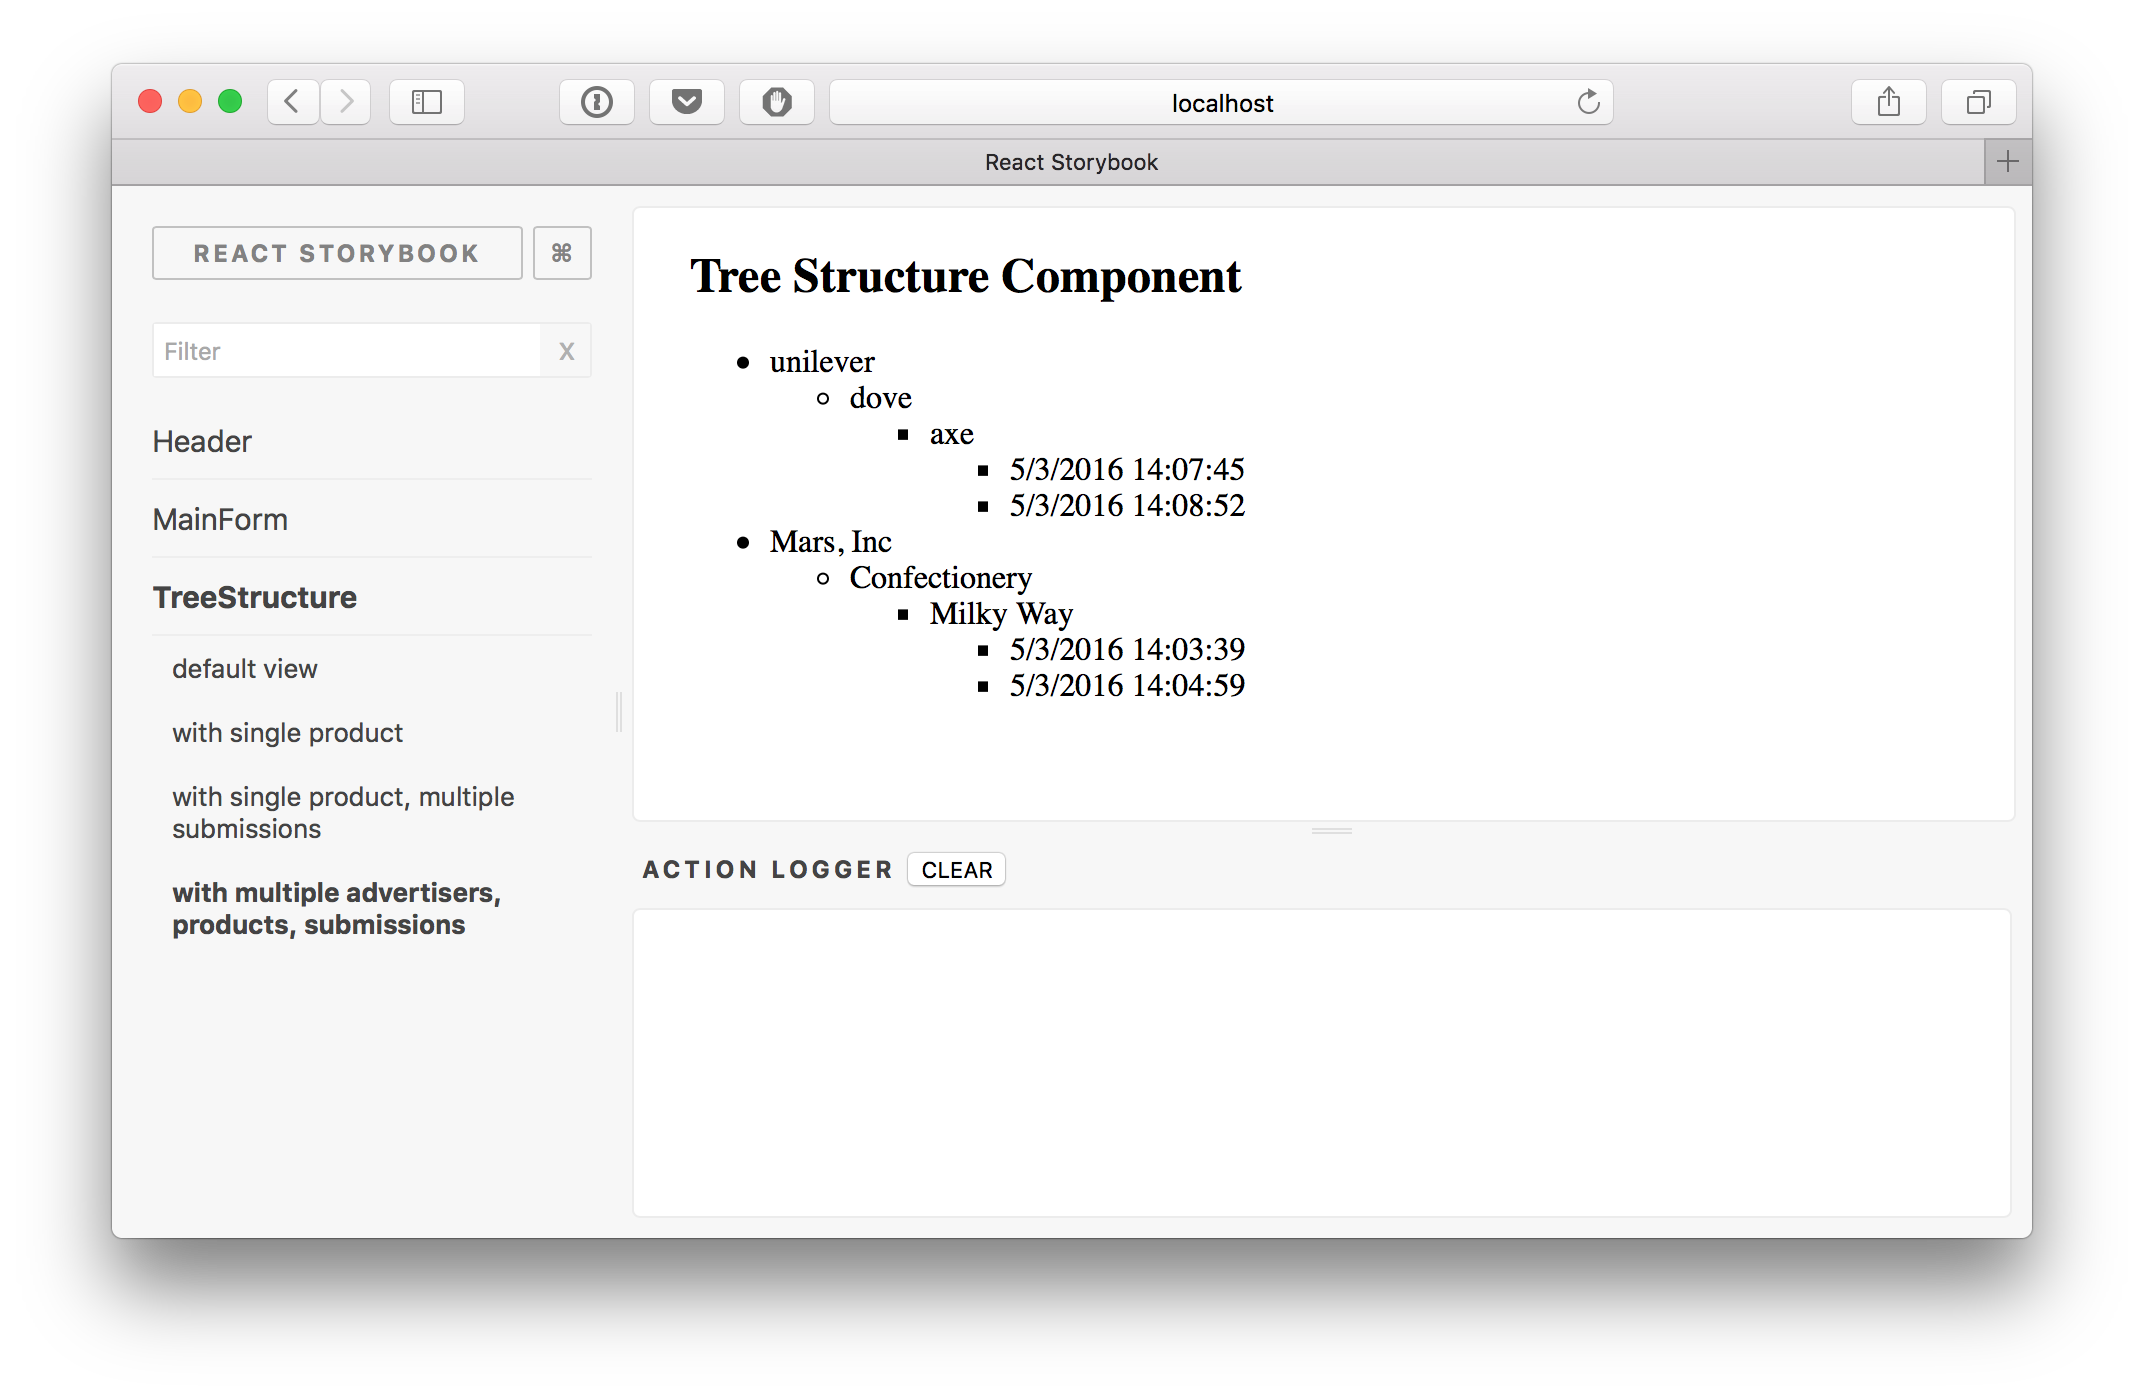 localhost
React Storybook
REACT STORYBOOK ⌘
Filter X
Header
MainForm
TreeStructure
default view
with single product
with single product, multiple
submissions
with multiple advertisers,
products, submissions
Tree Structure Component
unilever
dove
axe
5/3/2016 14:07:45
5/3/2016 14:08:52
Mars, Inc
Confectionery
Milky Way
5/3/2016 14:03:39
5/3/2016 14:04:59
ACTION LOGGER CLEAR